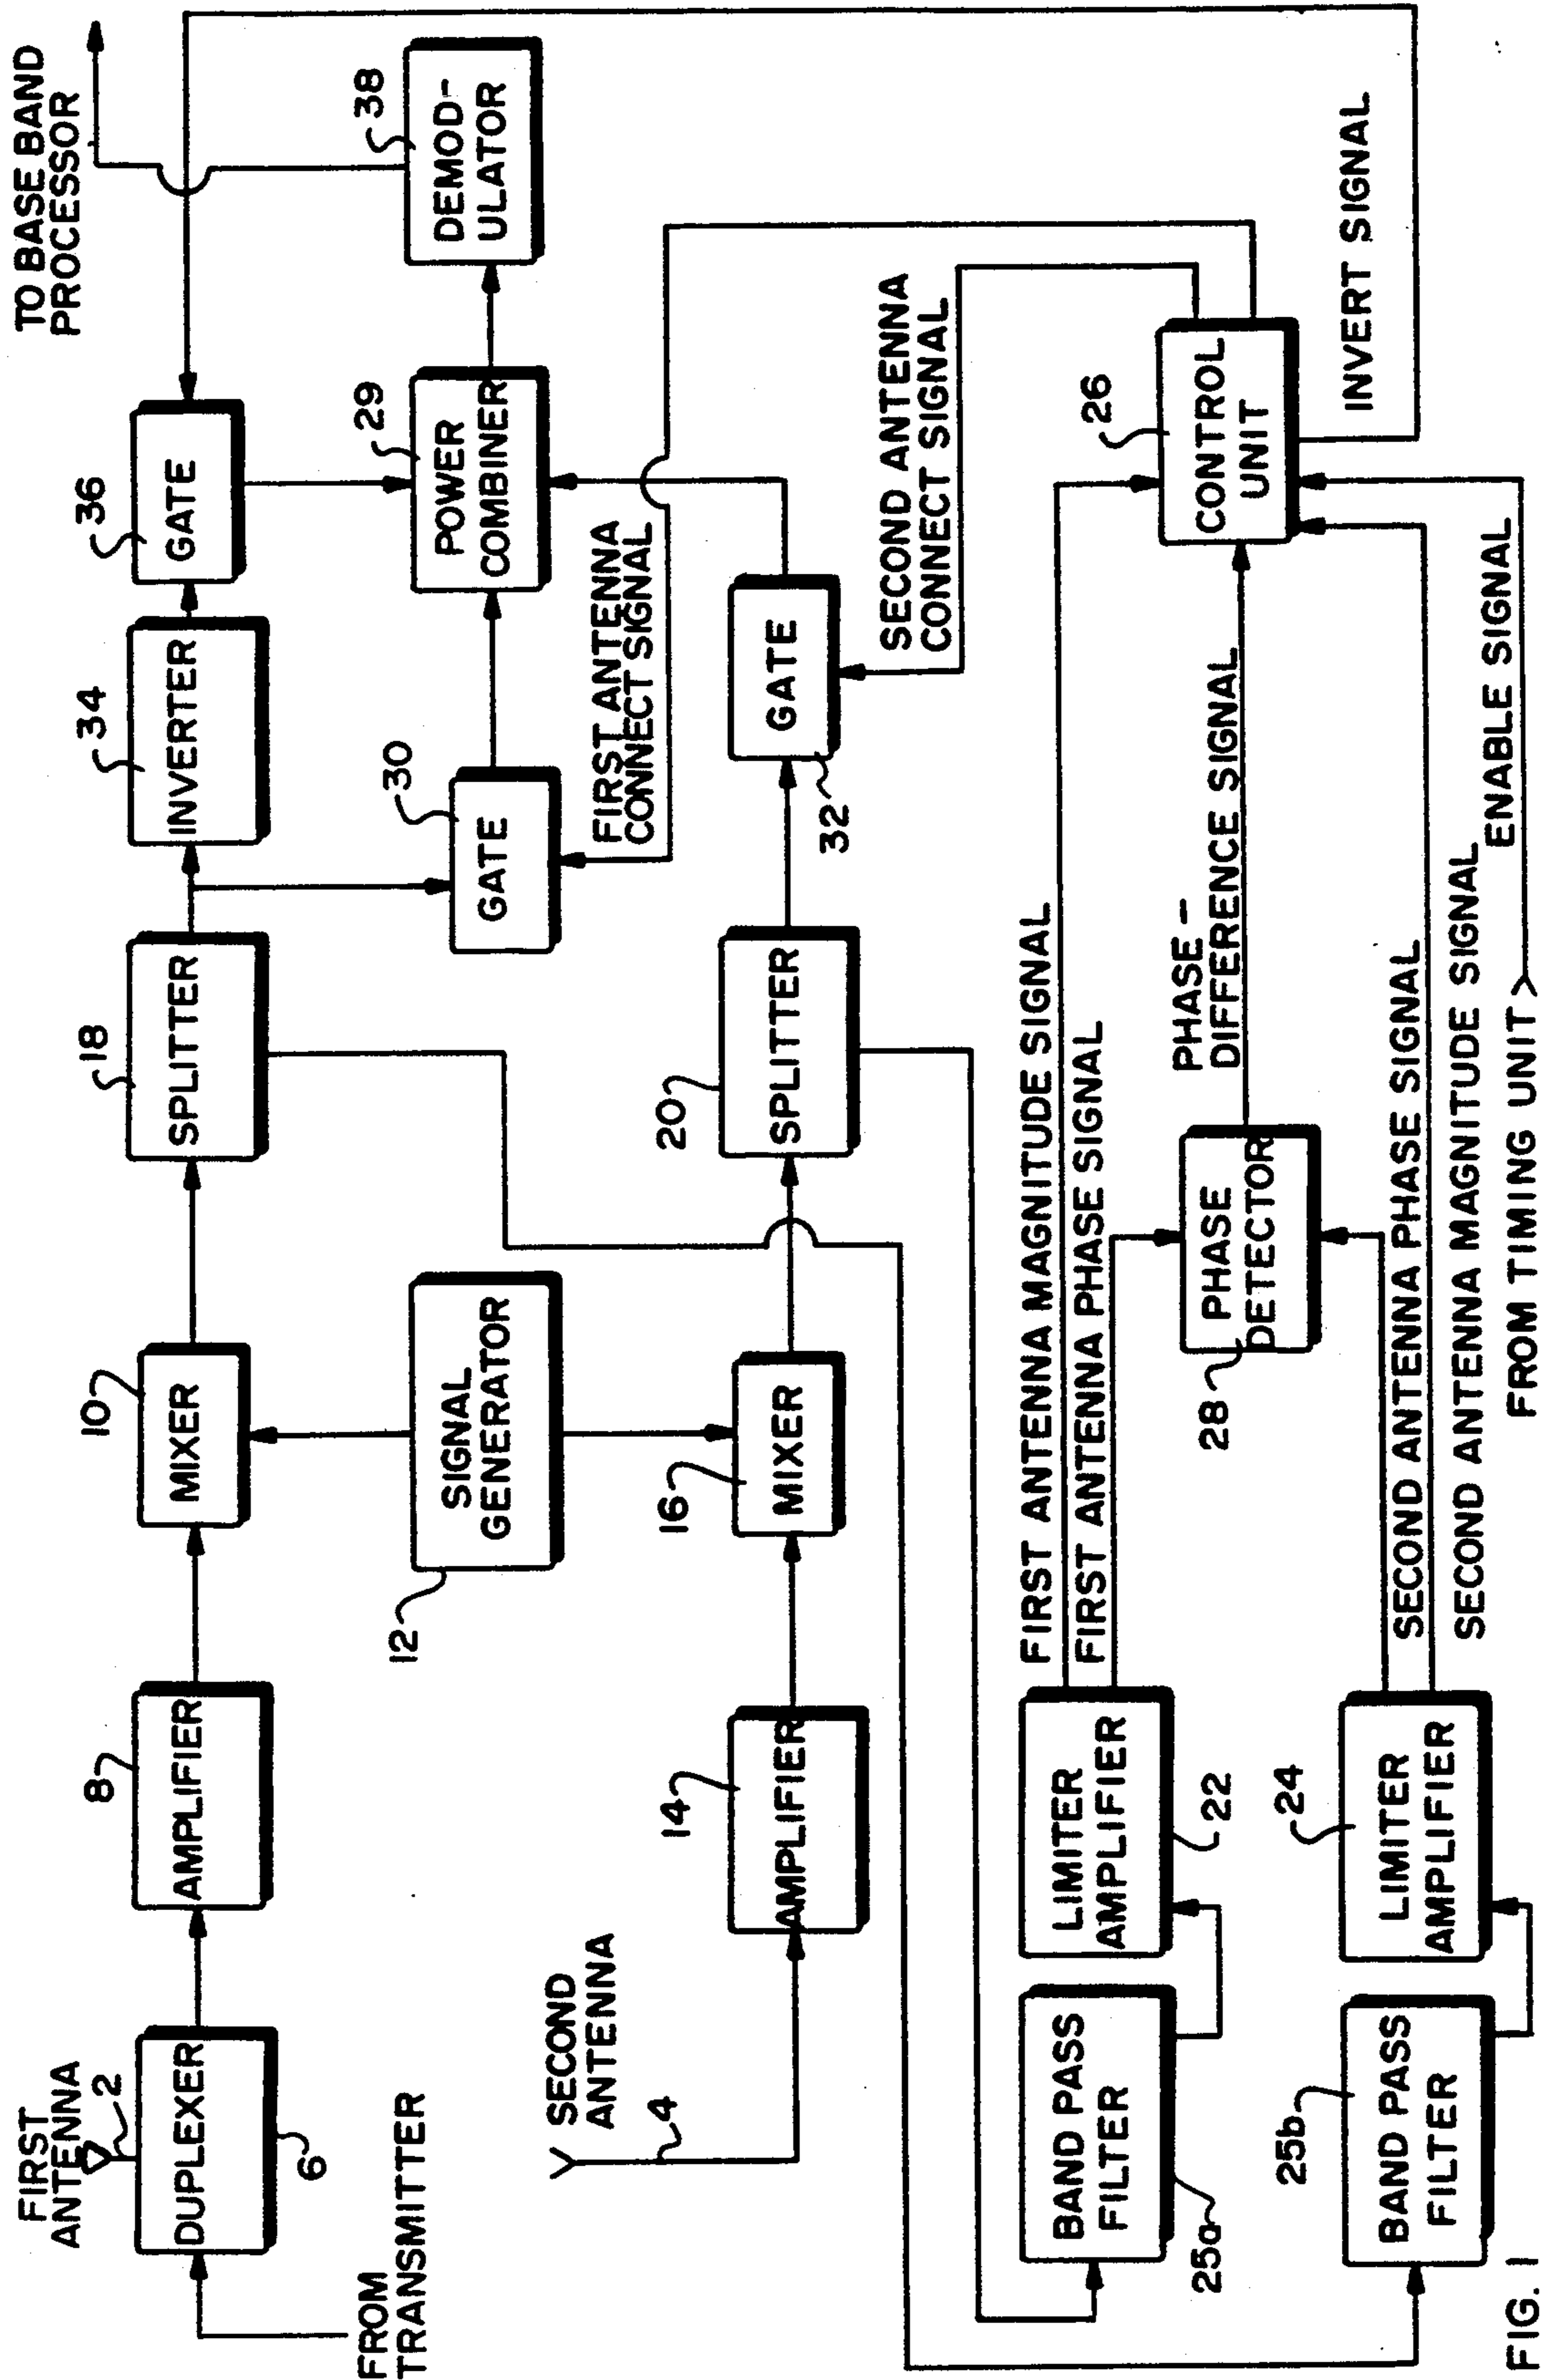 FIRST
ANTENNA
2
DUPLEXER
6
FROM
TRANSMITTER
8
AMPLIFIER
10
MIXER
18
SPLITTER
34
INVERTER
36
GATE
TO BASE BAND
PROCESSOR
12
SIGNAL
GENERATOR
30
GATE
FIRST ANTENNA
CONNECT SIGNAL
29
POWER
COMBINER
38
DEMOD-
ULATOR
SECOND
ANTENNA
4
14
AMPLIFIER
16
MIXER
20
SPLITTER
32
GATE
SECOND ANTENNA
CONNECT SIGNAL
25a
BAND PASS
FILTER
LIMITER
AMPLIFIER
22
FIRST ANTENNA MAGNITUDE SIGNAL
FIRST ANTENNA PHASE SIGNAL
28
PHASE
DETECTOR
PHASE -
DIFFERENCE SIGNAL
26
CONTROL
UNIT
INVERT SIGNAL
25b
BAND PASS
FILTER
24
LIMITER
AMPLIFIER
SECOND ANTENNA PHASE SIGNAL
SECOND ANTENNA MAGNITUDE SIGNAL
FROM TIMING UNIT
ENABLE SIGNAL
FIG. 1